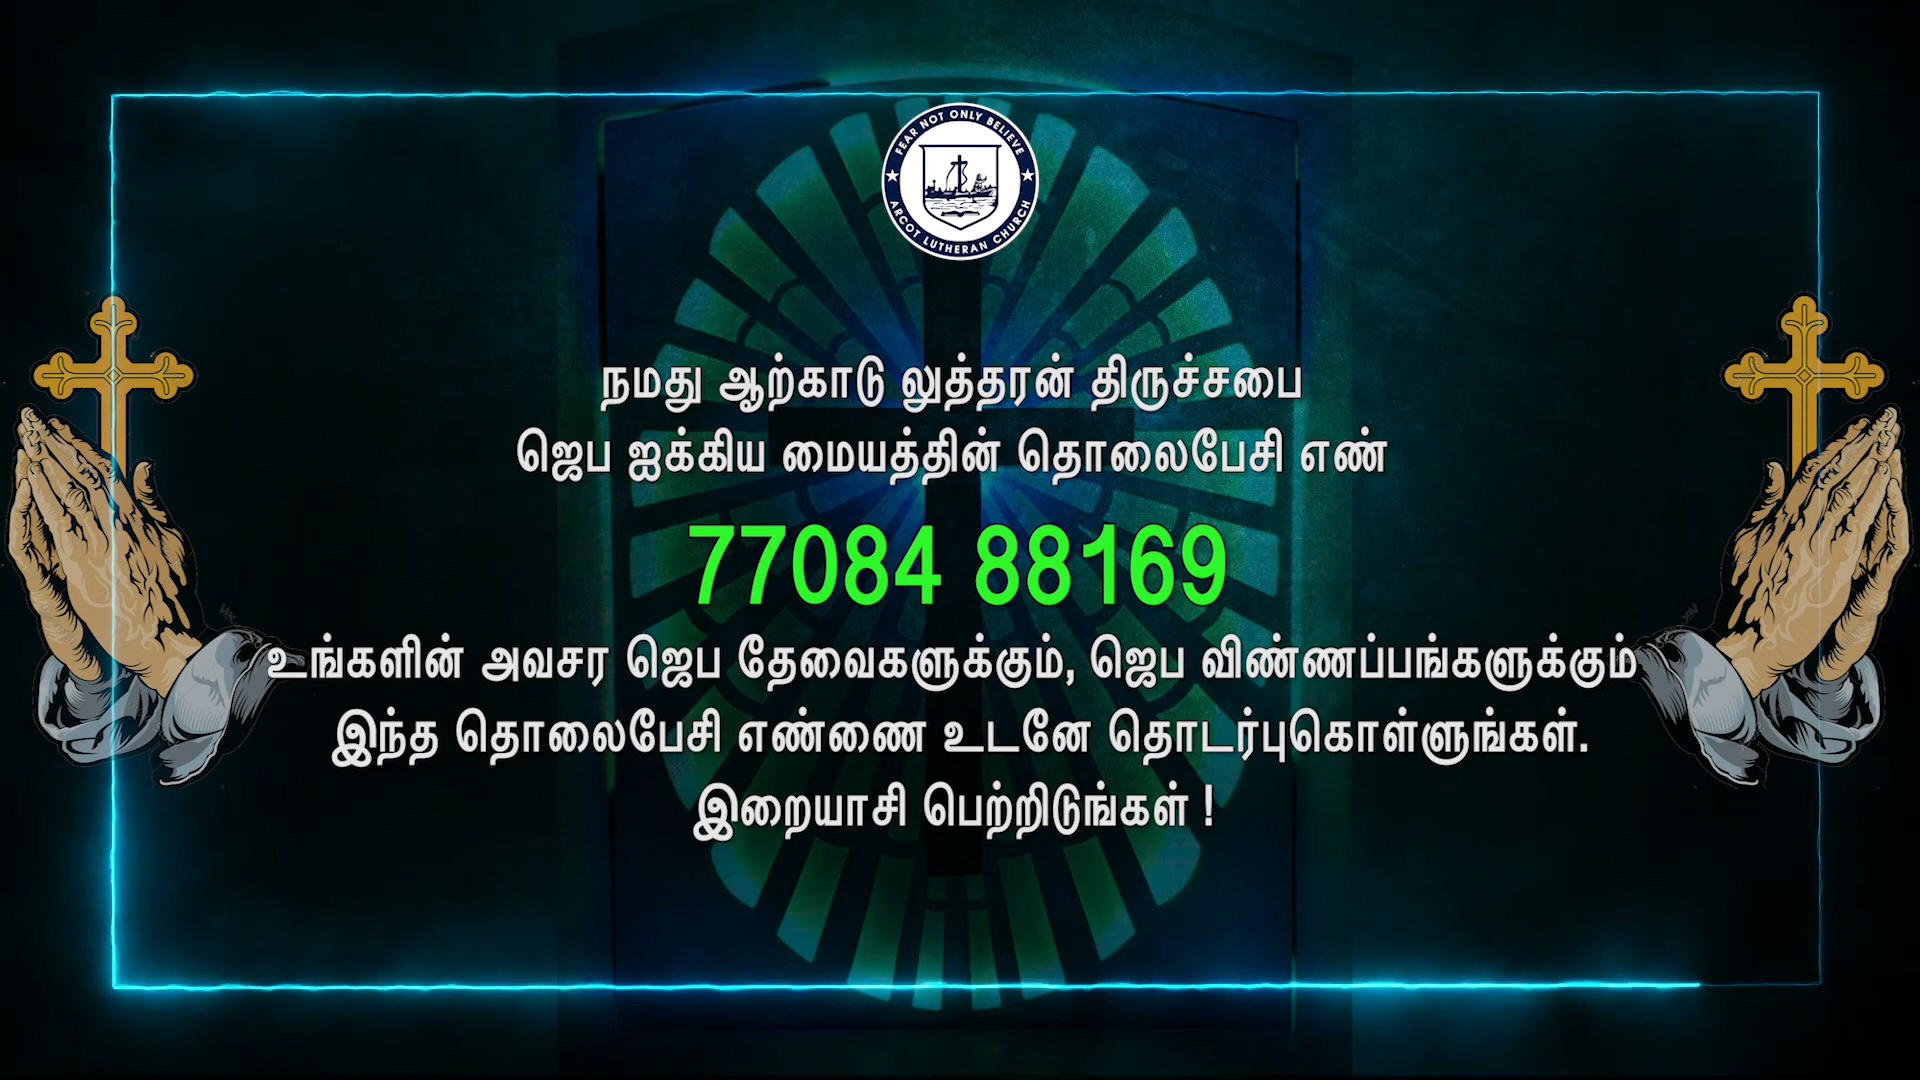 FEAR NOT ONLY BELIEVE
ARCOT LUTHERAN CHURCH
நமது ஆற்காடு லுத்தரன் திருச்சபை
ஜெப ஐக்கிய மையத்தின் தொலைபேசி எண்
77084 88169
உங்களின் அவசர ஜெப தேவைகளுக்கும், ஜெப விண்ணப்பங்களுக்கும்
இந்த தொலைபேசி எண்ணை உடனே தொடர்புகொள்ளுங்கள்.
இறையாசி பெற்றிடுங்கள் !